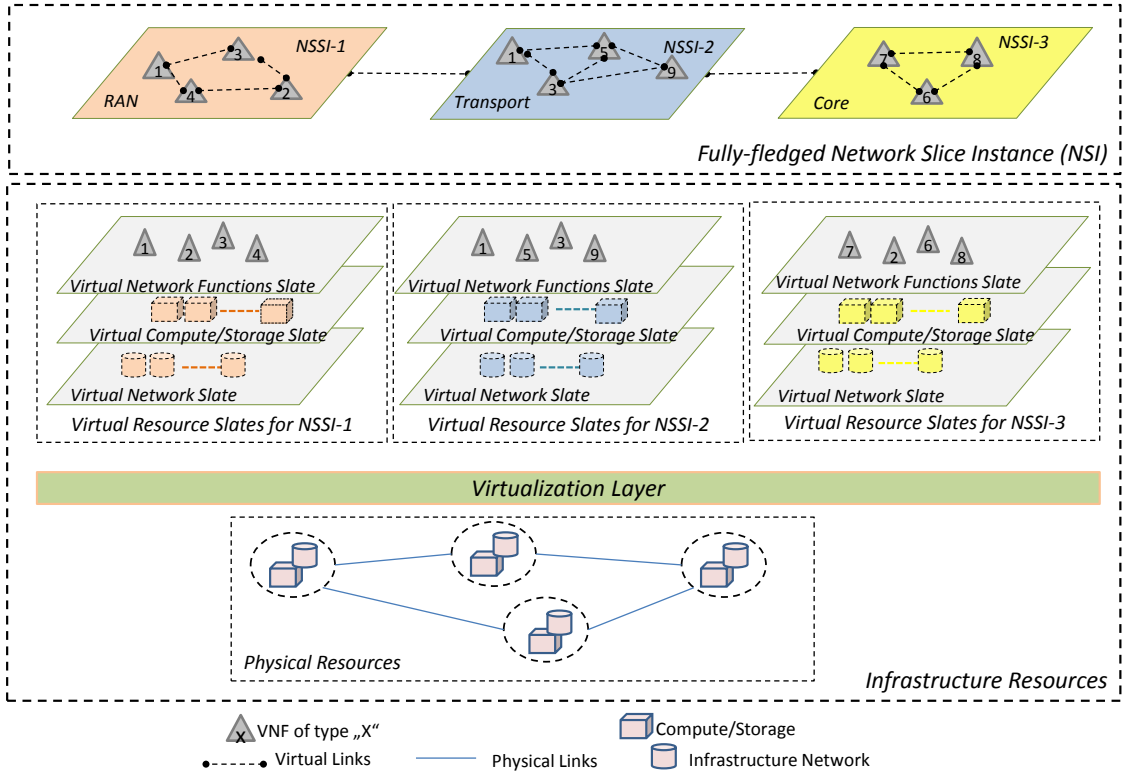 NSSI-1
NSSI-2
NSSI-3
3
1
4
2
RAN
1
5
3
9
Transport
7
8
6
Core
Fully-fledged Network Slice Instance (NSI)
1
2
3
4
Virtual Network Functions Slate
Virtual Compute/Storage Slate
Virtual Network Slate
Virtual Resource Slates for NSSI-1
1
5
3
9
Virtual Network Functions Slate
Virtual Compute/Storage Slate
Virtual Network Slate
Virtual Resource Slates for NSSI-2
7
2
6
8
Virtual Network Functions Slate
Virtual Compute/Storage Slate
Virtual Network Slate
Virtual Resource Slates for NSSI-3
Virtualization Layer
Physical Resources
Infrastructure Resources
X
VNF of type „X“
Compute/Storage
Virtual Links
Physical Links
Infrastructure Network